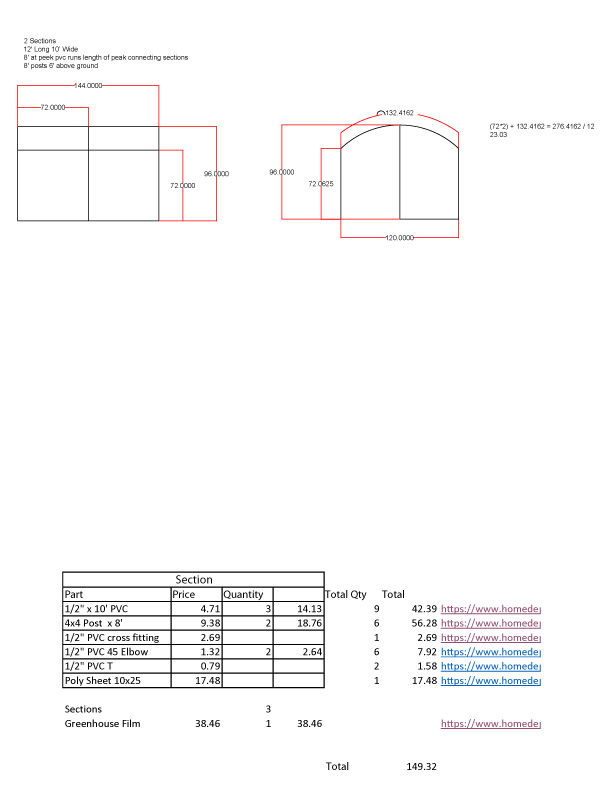 2 Sections
12' Long 10' Wide
8' at peek pvc runs length of peak connecting sections
8' posts 6' above ground
144.0000
72.0000
96.0000
72.0000
132.4162
96.0000
72.0625
120.0000
(72*2) + 132.4162 = 276.4162 / 12
23.03
Section
Part Price Quantity Total Qty Total
1/2" x 10' PVC 4.71 3 14.13 9 42.39 https://www.homede
4x4 Post x 8' 9.38 2 18.76 6 56.28 https://www.homede
1/2" PVC cross fitting 2.69 1 2.69 https://www.homede
1/2" PVC 45 Elbow 1.32 2 2.64 6 7.92 https://www.homede
1/2" PVC T 0.79 2 1.58 https://www.homede
Poly Sheet 10x25 17.48 1 17.48 https://www.homede
Sections 3
Greenhouse Film 38.46 1 38.46 https://www.homede
Total 149.32